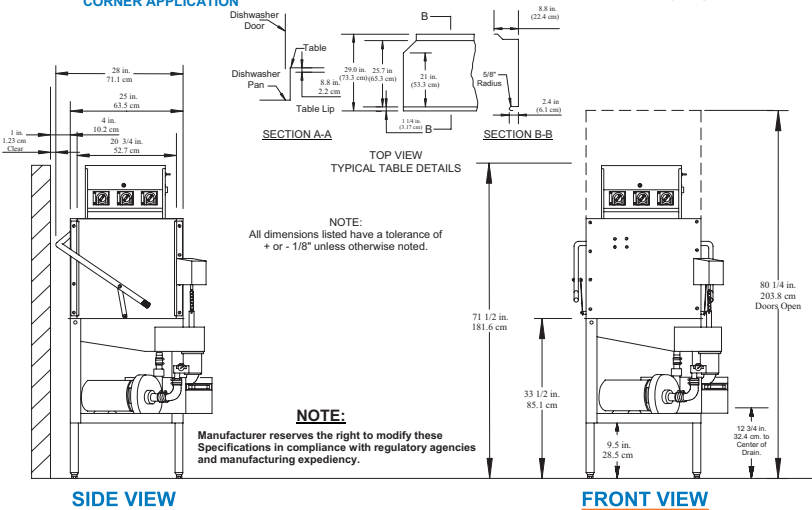 CORNER APPLICATION
Dishwasher
Door
Table
Dishwasher
Pan
8.8 in.
2.2 cm
Table Lip
SECTION A-A
B
29.0 in.
(73.3 cm)
25.7 in
(65.3 cm)
21 in.
(53.3 cm)
1 1/4 in.
(3.17 cm)
B
8.8 in.
(22.4 cm)
5/8"
Radius
2.4 in
(6.1 cm)
SECTION B-B
TOP VIEW
TYPICAL TABLE DETAILS
28 in.
71.1 cm
25 in.
63.5 cm
4 in.
10.2 cm
1 in.
1.23 cm
Clear
20 3/4 in.
52.7 cm
NOTE:
All dimensions listed have a tolerance of
+ or - 1/8" unless otherwise noted.
71 1/2 in.
181.6 cm
33 1/2 in.
85.1 cm
80 1/4 in.
203.8 cm
Doors Open
9.5 in.
28.5 cm
12 3/4 in.
32.4 cm. to
Center of
Drain.
NOTE:
Manufacturer reserves the right to modify these
Specifications in compliance with regulatory agencies
and manufacturing expediency.
SIDE VIEW
FRONT VIEW